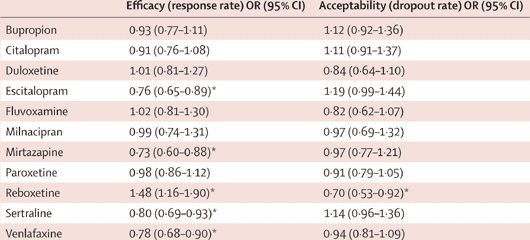 Efficacy (response rate) OR (95% CI) Acceptability (dropout rate) OR (95% CI)
Bupropion 0·93 (0·77–1·11) 1·12 (0·92–1·36)
Citalopram 0·91 (0·76–1·08) 1·11 (0·91–1·37)
Duloxetine 1·01 (0·81–1·27) 0·84 (0·64–1·10)
Escitalopram 0·76 (0·65–0·89)* 1·19 (0·99–1·44)
Fluvoxamine 1·02 (0·81–1·30) 0·82 (0·62–1·07)
Milnacipran 0·99 (0·74–1·31) 0·97 (0·69–1·32)
Mirtazapine 0·73 (0·60–0·88)* 0·97 (0·77–1·21)
Paroxetine 0·98 (0·86–1·12) 0·91 (0·79–1·05)
Reboxetine 1·48 (1·16–1·90)* 0·70 (0·53–0·92)*
Sertraline 0·80 (0·69–0·93)* 1·14 (0·96–1·36)
Venlafaxine 0·78 (0·68–0·90)* 0·94 (0·81–1·09)